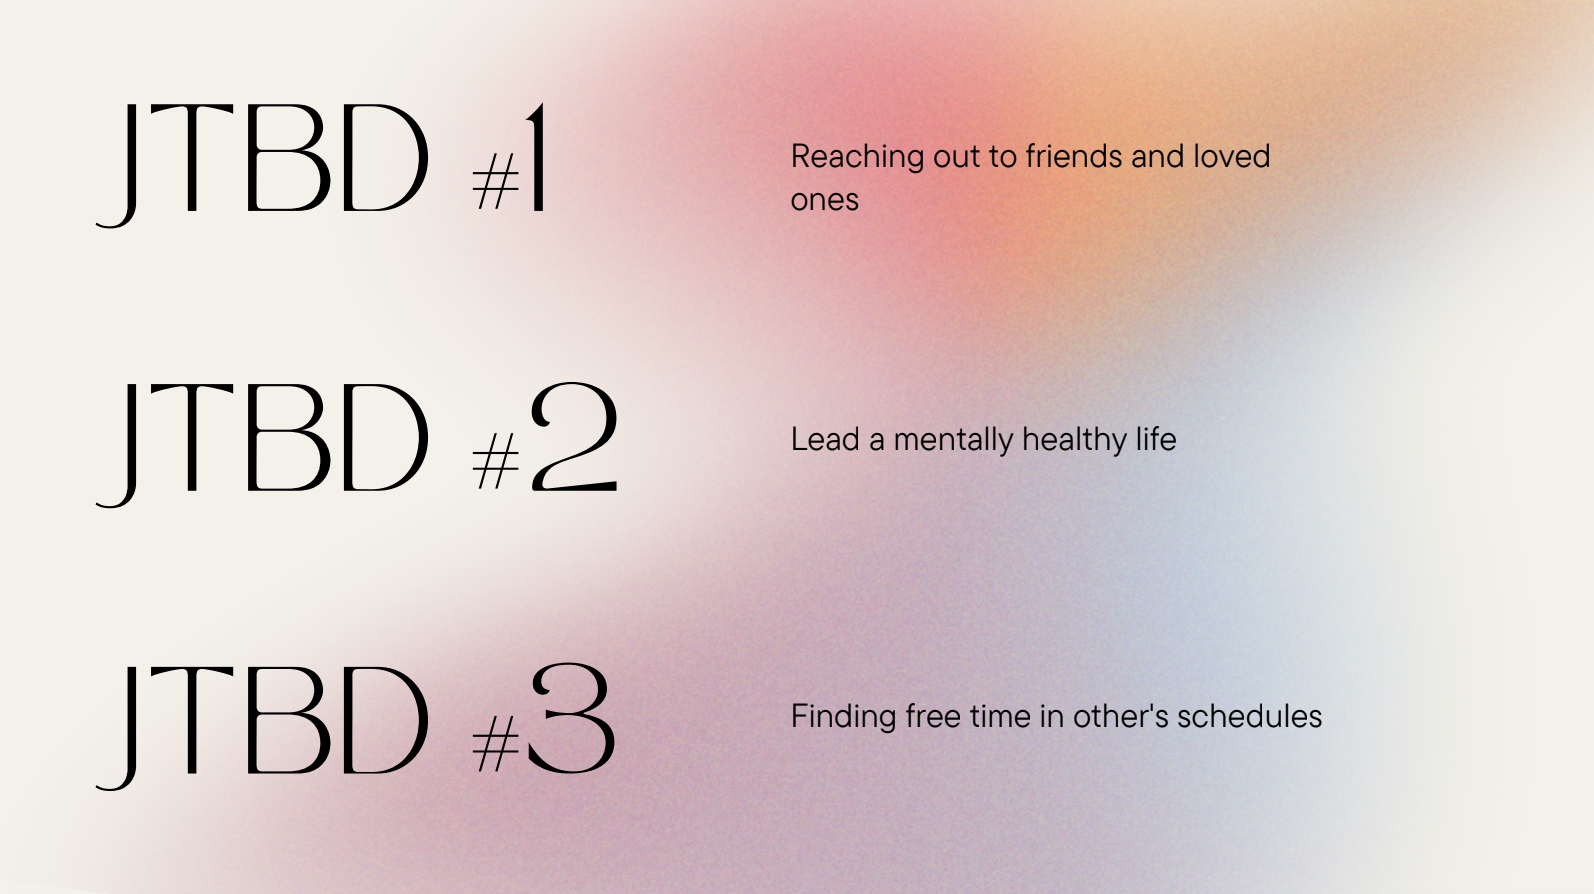 JTBD #1
Reaching out to friends and loved
ones
JTBD #2
Lead a mentally healthy life
JTBD #3
Finding free time in other's schedules